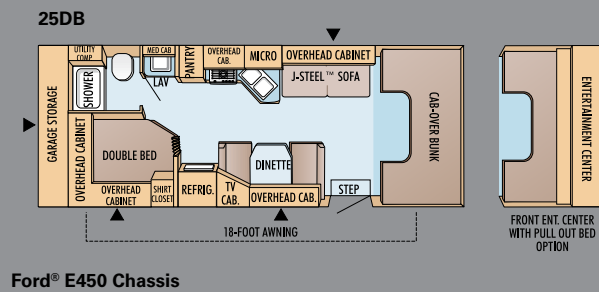 25DB
UTILITY
COMP
MED CAB
LAV
PANTRY
OVERHEAD
CAB.
MICRO
OVERHEAD CABINET
J-STEEL™ SOFA
SHOWER
GARAGE STORAGE
OVERHEAD CABINET
DOUBLE BED
OVERHEAD
CABINET
SHIRT
CLOSET
REFRIG.
TV
CAB.
DINETTE
OVERHEAD CAB.
STEP
CAB-OVER BUNK
ENTERTAINMENT CENTER
18-FOOT AWNING
FRONT ENT. CENTER
WITH PULL OUT BED
OPTION
Ford® E450 Chassis